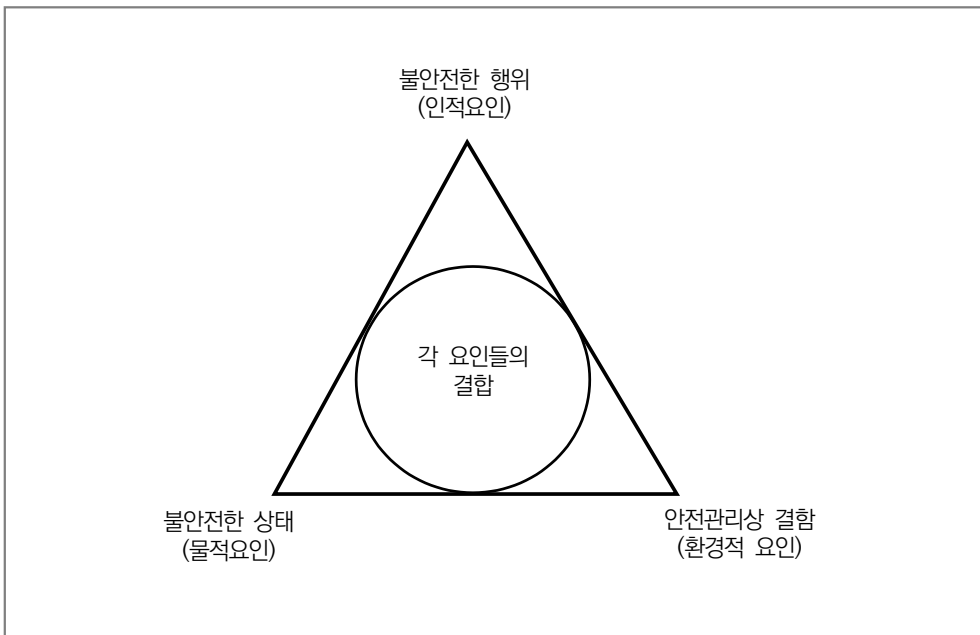 불안전한 행위
(인적요인)
각 요인들의
결합
불안전한 상태
(물적요인)
안전관리상 결함
(환경적 요인)